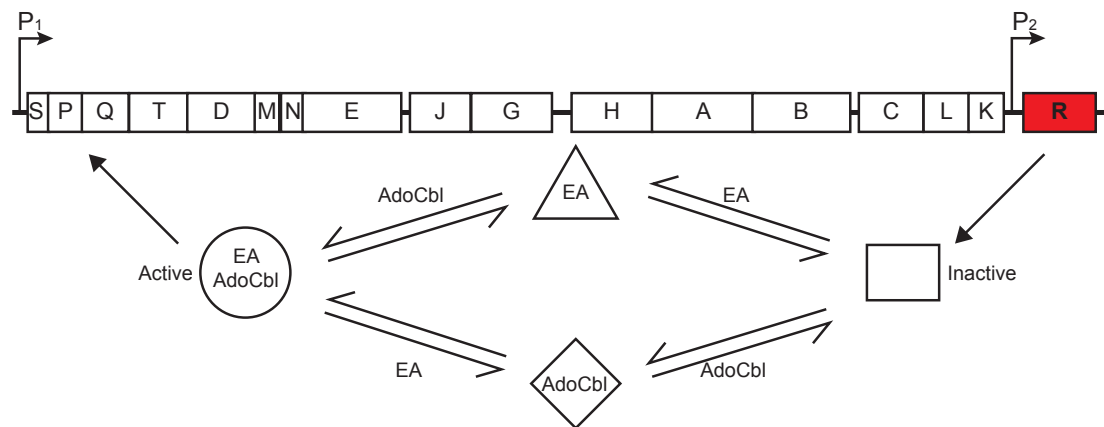 P1 P2
S P Q T D M N E J G H A B C L K R
AdoCbl EA EA
Active EA AdoCbl Inactive
EA AdoCbl AdoCbl